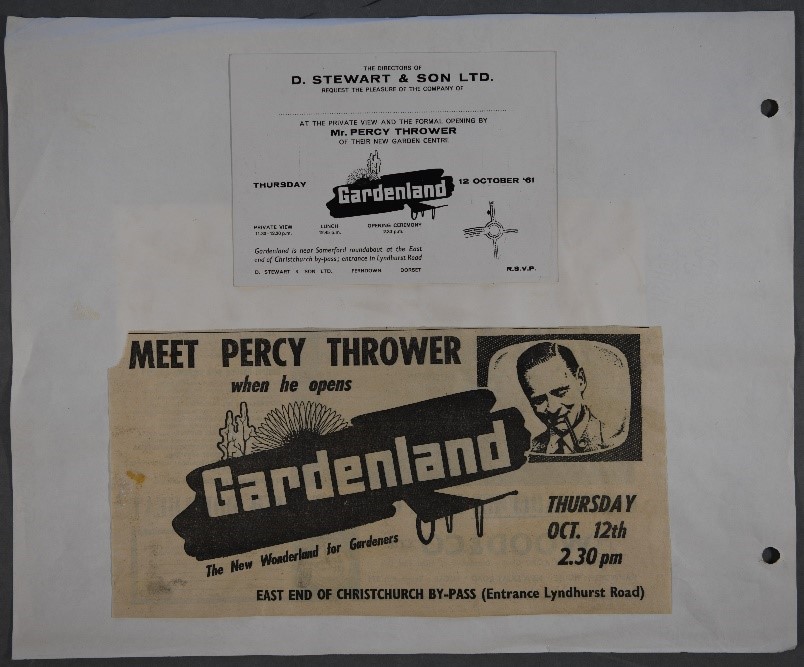 THE DIRECTORS OF
D. STEWART & SON LTD.
REQUEST THE PLEASURE OF THE COMPANY OF
AT THE PRIVATE VIEW AND THE FORMAL OPENING BY
Mr. PERCY THROWER
OF THEIR NEW GARDEN CENTRE
THURSDAY
Gardenland
12 OCTOBER '61
PRIVATE VIEW LUNCH OPENING CEREMONY
2.30 p.m.
Gardenland is near Somerford roundabout at the East
end of Christchurch by-pass; entrance in Lyndhurst Road
D. STEWART & SON LTD. FERNDOWN DORSET
R.S.V.P.
MEET PERCY THROWER
when he opens
Gardenland
The New Wonderland for Gardeners
THURSDAY
OCT. 12th
2.30 pm
EAST END OF CHRISTCHURCH BY-PASS (Entrance Lyndhurst Road)